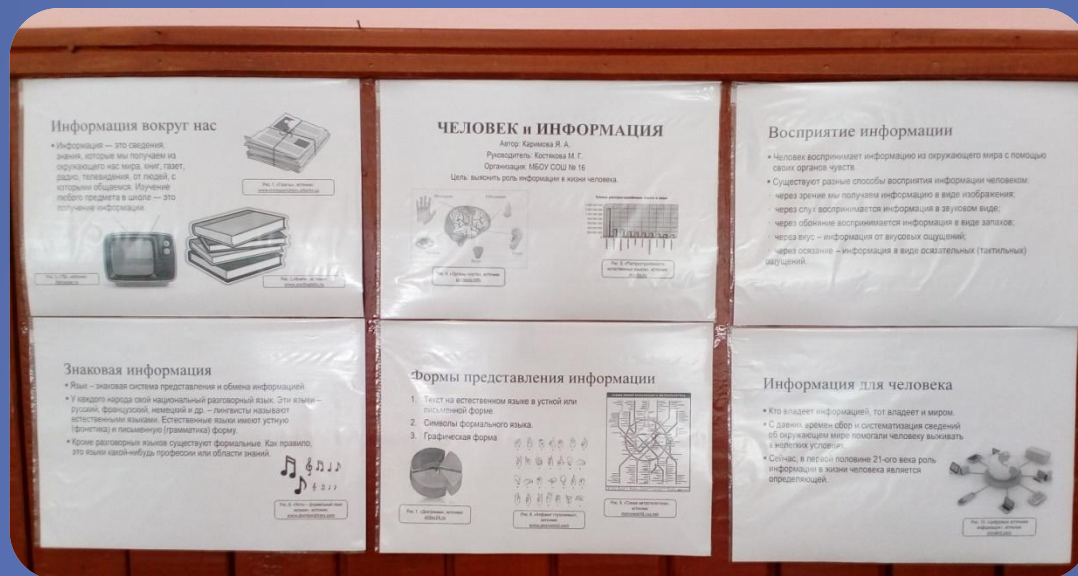 Информация вокруг нас
• Информация — это сведения,
знания, которые мы получаем из
окружающего нас мира, книг, газет,
радио, телевидения, от людей, с
которыми общаемся. Изучение
любого предмета в школе — это
получение информации.
ЧЕЛОВЕК и ИНФОРМАЦИЯ
Автор: Каримова Я. А.
Руководитель: Костякова М. Г.
Организация: МБОУ СОШ № 16
Цель: выяснить роль информации в жизни человека.
Восприятие информации
• Человек воспринимает информацию из окружающего мира с помощью
своих органов чувств.
• Существуют разные способы восприятия информации человеком:
через зрение мы получаем информацию в виде изображения;
через слух воспринимается информация в звуковом виде;
через обоняние воспринимается информация в виде запахов;
через вкус – информация от вкусовых ощущений;
через осязание – информация в виде осязательных (тактильных)
ощущений.
Знаковая информация
• Язык – знаковая система представления и обмена информацией.
• У каждого народа свой национальный разговорный язык. Эти языки –
русский, французский, немецкий и др. – лингвисты называют
естественными языками. Естественные языки имеют устную
(фонетика) и письменную (грамматика) форму.
• Кроме разговорных языков существуют формальные. Как правило,
это языки какой-нибудь профессии или области знаний.
Формы представления информации
1. Текст на естественном языке в устной или
письменной форме
2. Символы формального языка.
3. Графическая форма
Информация для человека
• Кто владеет информацией, тот владеет и миром.
• С давних времен сбор и систематизация сведений
об окружающем мире помогали человеку выживать
в нелегких условиях.
• Сейчас, в первой половине 21-ого века роль
информации в жизни человека является
определяющей.